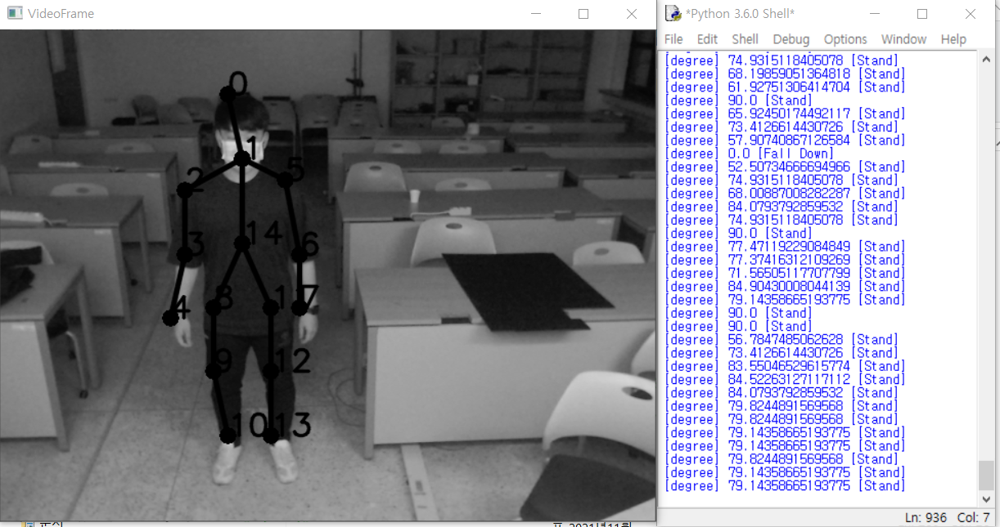 VideoFrame
0
1
2
5
14
3
6
4
8
11
7
9
12
10
13
*Python 3.6.0 Shell*
File Edit Shell Debug Options Window Help
[degree] 74.9315118405078 [Stand]
[degree] 68.19859051364818 [Stand]
[degree] 61.92751306414704 [Stand]
[degree] 90.0 [Stand]
[degree] 65.92450174492117 [Stand]
[degree] 73.4126614430726 [Stand]
[degree] 57.90740867126584 [Stand]
[degree] 0.0 [Fall Down]
[degree] 52.50734666694966 [Stand]
[degree] 74.9315118405078 [Stand]
[degree] 68.00887008282287 [Stand]
[degree] 84.0793792859532 [Stand]
[degree] 74.9315118405078 [Stand]
[degree] 90.0 [Stand]
[degree] 77.47119229084849 [Stand]
[degree] 77.37416312109269 [Stand]
[degree] 71.56505117707799 [Stand]
[degree] 84.90430008044139 [Stand]
[degree] 79.14358665193775 [Stand]
[degree] 90.0 [Stand]
[degree] 90.0 [Stand]
[degree] 56.7847485062628 [Stand]
[degree] 73.4126614430726 [Stand]
[degree] 83.55046529615774 [Stand]
[degree] 84.52263127117112 [Stand]
[degree] 84.0793792859532 [Stand]
[degree] 79.8244891569568 [Stand]
[degree] 79.8244891569568 [Stand]
[degree] 79.14358665193775 [Stand]
[degree] 79.14358665193775 [Stand]
[degree] 79.8244891569568 [Stand]
[degree] 79.14358665193775 [Stand]
[degree] 79.14358665193775 [Stand]
Ln: 936 Col: 7